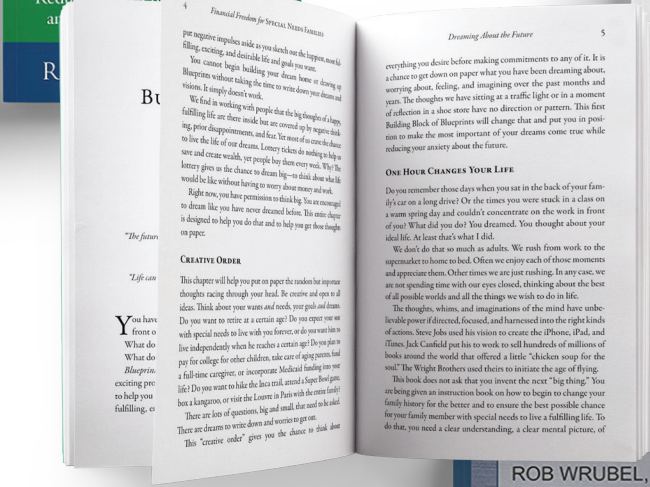 Redu
an
R
BU
"The future
"Life can
You have
front o
What do
What do
Blueprin
exciting pro
to help you
fulfilling, en
4 Financial Freedom for SPECIAL NEEDS FAMILIES
put negative impulses aside as you sketch out the happiest, most ful-
filling, exciting, and desirable life and goals you want.
You cannot begin building your dream home or drawing up
Blueprints without taking the time to write down your dreams and
visions. It simply doesn't work.
We find in working with people that the big thoughts of a happy,
fulfilling life are there inside but are covered up by negative think-
ing, prior disappointments, and fear. Yet most of us crave the chance
to live the life of our dreams. Lottery tickets do nothing to help us
save and create wealth, yet people buy them every week. Why? The
lottery gives us the chance to dream big—to think about what life
would be like without having to worry about money and work.
Right now, you have permission to think big. You are encouraged
to dream like you have never dreamed before. This entire chapter
is designed to help you do that and to help you get those thoughts
on paper.
CREATIVE ORDER
This chapter will help you put on paper the random but important
thoughts racing through your head. Be creative and open to all
ideas. Think about your wants and needs, your goals and dreams.
Do you want to retire at a certain age? Do you expect your son
with special needs to live with you forever, or do you want him to
live independently when he reaches a certain age? Do you plan to
pay for college for other children, take care of aging parents, fund
a full-time caregiver, or incorporate Medicaid funding into your
life? Do you want to hike the Inca trail, attend a Super Bowl game,
box a kangaroo, or visit the Louvre in Paris with the entire family?
There are lots of questions, big and small, that need to be asked.
There are dreams to write down and worries to get out.
This "creative order" gives you the chance to think about
Dreaming About the Future 5
everything you desire before making commitments to any of it. It is
a chance to get down on paper what you have been dreaming about,
worrying about, feeling, and imagining over the past months and
years. The thoughts we have sitting at a traffic light or in a moment
of reflection in a shoe store have no direction or pattern. This first
Building Block of Blueprints will change that and put you in posi-
tion to make the most important of your dreams come true while
reducing your anxiety about the future.
ONE HOUR CHANGES YOUR LIFE
Do you remember those days when you sat in the back of your fam-
ily's car on a long drive? Or the times you were stuck in a class on
a warm spring day and couldn't concentrate on the work in front
of you? What did you do? You dreamed. You thought about your
ideal life. At least that's what I did.
We don't do that so much as adults. We rush from work to the
supermarket to home to bed. Often we enjoy each of those moments
and appreciate them. Other times we are just rushing. In any case, we
are not spending time with our eyes closed, thinking about the best
of all possible worlds and all the things we wish to do in life.
The thoughts, whims, and imaginations of the mind have unbe-
lievable power if directed, focused, and harnessed into the right kinds
of actions. Steve Jobs used his vision to create the iPhone, iPad, and
iTunes. Jack Canfield put his to work to sell hundreds of millions of
books around the world that offered a little "chicken soup for the
soul." The Wright Brothers used theirs to initiate the age of flying.
This book does not ask that you invent the next "big thing." You
are being given an instruction book on how to begin to change your
family history for the better and to ensure the best possible chance
for your family member with special needs to live a fulfilling life. To
do that, you need a clear understanding, a clear mental picture, of
ROB WRUBEL,